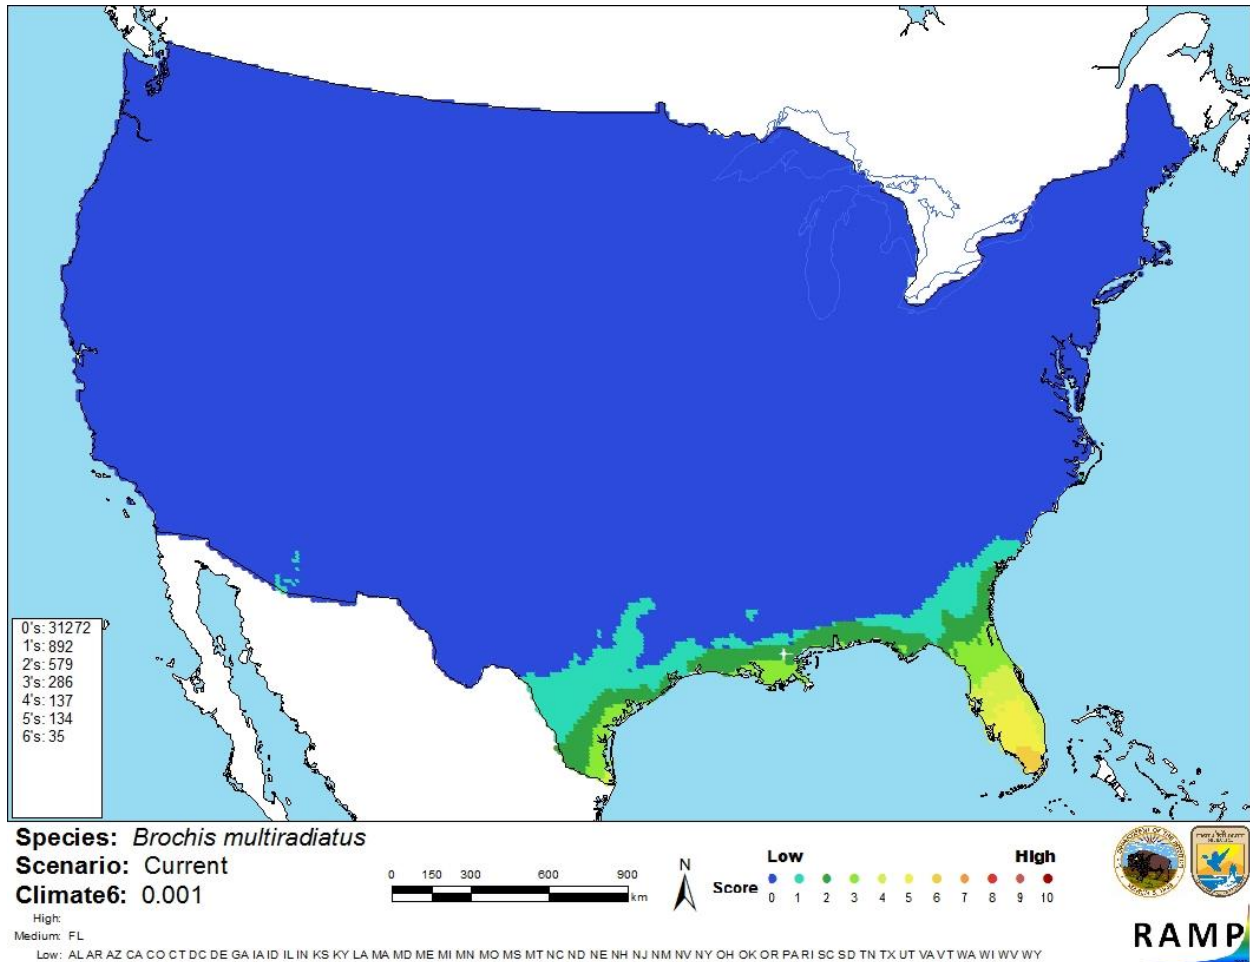 0's: 31272
1's: 892
2's: 579
3's: 286
4's: 137
5's: 134
6's: 35
Species: Brochis multiradiatus
Scenario: Current
Climate6: 0.001
High:
Medium: FL
Low: AL AR AZ CA CO CT DC DE GA IA ID IL IN KS KY LA MA MD ME MI MN MO MS MT NC ND NE NH NJ NM NV NY OH OK OR PA RI SC SD TN TX UT VA VT WA WI WV WY
0 150 300 600 900
km
N
Low High
Score
0 1 2 3 4 5 6 7 8 9 10
RAMP